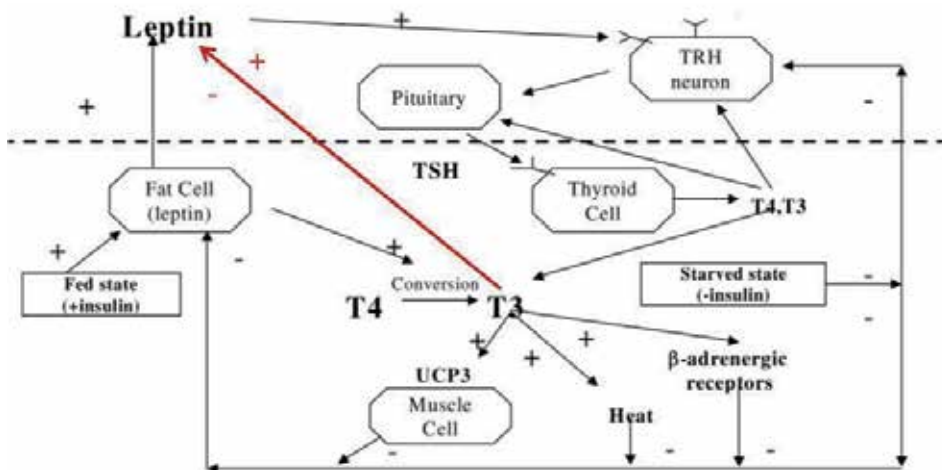 Leptin
+
+
-
TRH
neuron
Pituitary
-
+
TSH
Fat Cell
(leptin)
Thyroid
Cell
T4,T3
+
-
+
Fed state
(+insulin)
Conversion
T4
T3
Starved state
(-insulin)
-
-
+
+
+
β-adrenergic
receptors
UCP3
Muscle
Cell
Heat
-
-
-